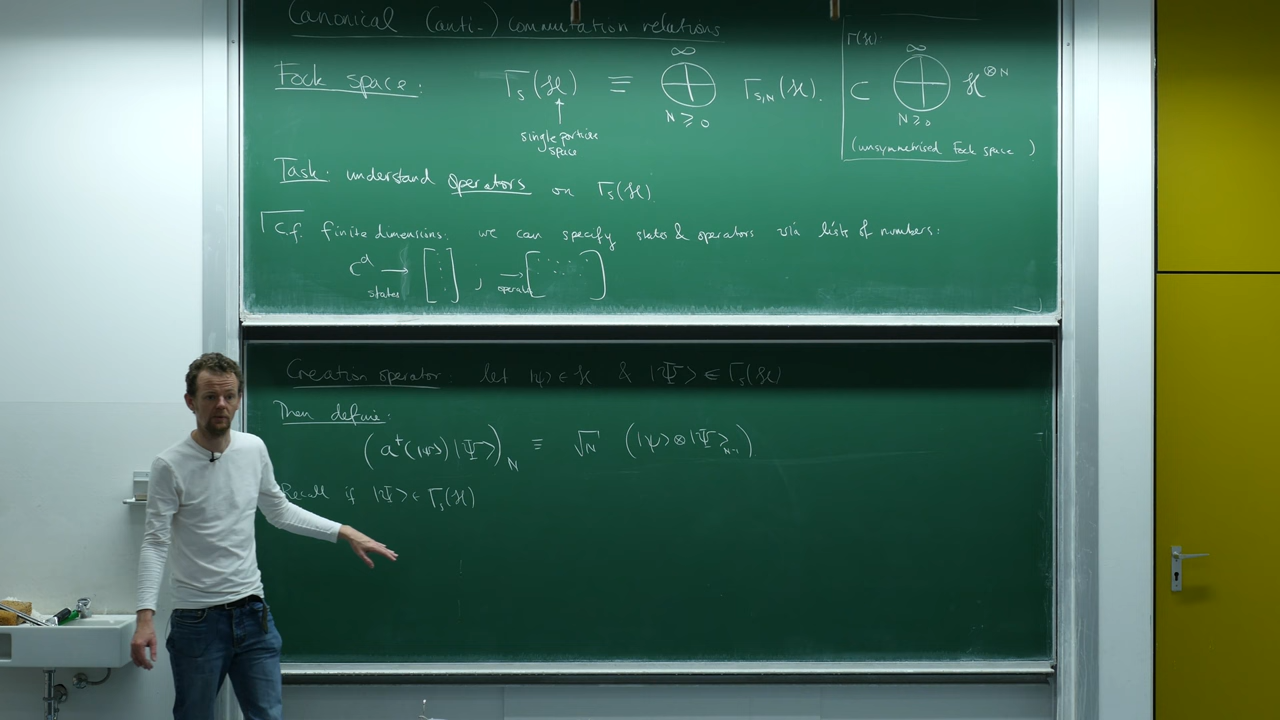 Canonical (anti-) commutation relations
Fock space: Γₛ(ℋ) ≡ ⊕ Γₛ,ₙ(ℋ).
∞
N ⩾ 0
↑
single particle
space
Γ(ℋ):
⊂ ⊕ ℋ^⊗N
∞
N ⩾ 0
(unsymmetrised Fock space)
Task: understand operators on Γₛ(ℋ).
c.f. finite dimensions: we can specify states & operators via lists of numbers:
ℂ^d → [⋮] ; → [ ]
states operators
Creation operator. let |ψ> ∈ ℋ & |Ψ> ∈ Γₛ(ℋ)
Then define:
(a†(|ψ>)|Ψ>)_N ≡ √N (|ψ> ⊗ |Ψ>_{N-1})
Recall if |Ψ> ∈ Γₛ(ℋ)